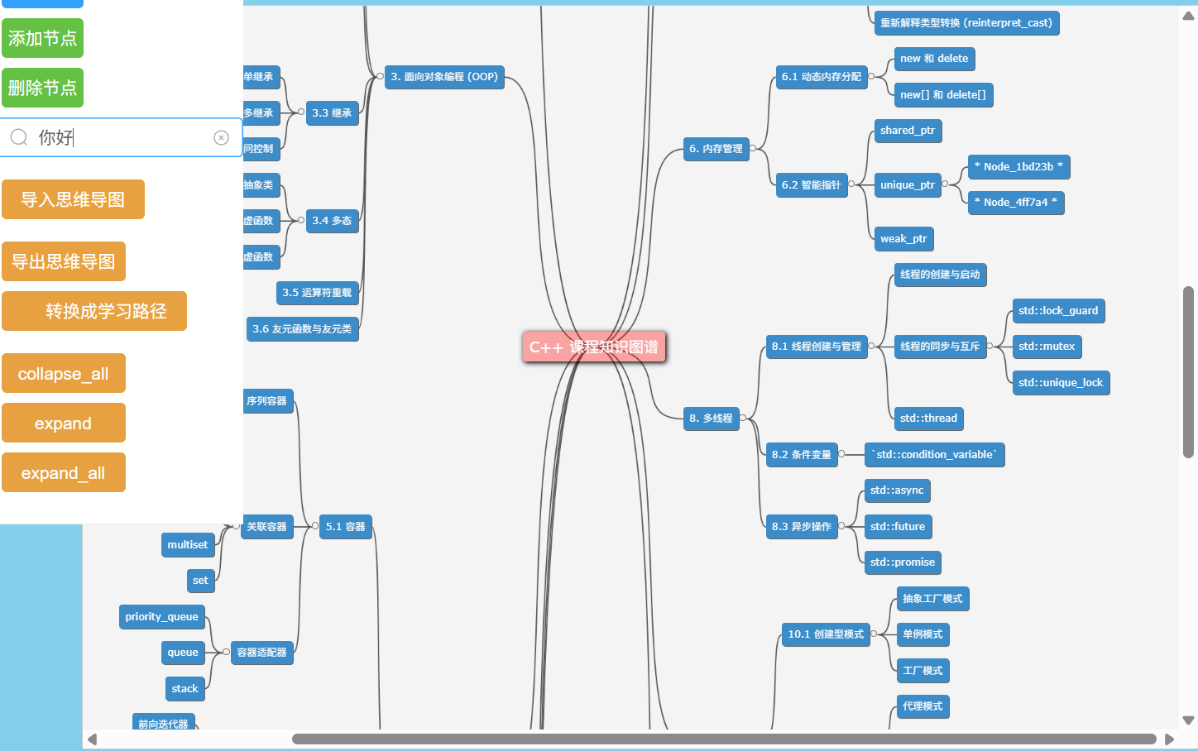 添加节点
删除节点
你好
导入思维导图
导出思维导图
转换成学习路径
collapse_all
expand
expand_all
3. 面向对象编程 (OOP)
单继承
多继承
3.3 继承
问控制
抽象类
虚函数
3.4 多态
虚函数
3.5 运算符重载
3.6 友元函数与友元类
C++ 课程知识图谱
序列容器
关联容器
5.1 容器
multiset
set
priority_queue
queue
容器适配器
stack
前向迭代器
重新解释类型转换 (reinterpret_cast)
6.1 动态内存分配
new 和 delete
new[] 和 delete[]
6. 内存管理
shared_ptr
6.2 智能指针
unique_ptr
* Node_1bd23b *
* Node_4ff7a4 *
weak_ptr
线程的创建与启动
8.1 线程创建与管理
线程的同步与互斥
std::lock_guard
std::mutex
std::unique_lock
std::thread
8. 多线程
8.2 条件变量
`std::condition_variable`
std::async
8.3 异步操作
std::future
std::promise
抽象工厂模式
10.1 创建型模式
单例模式
工厂模式
代理模式